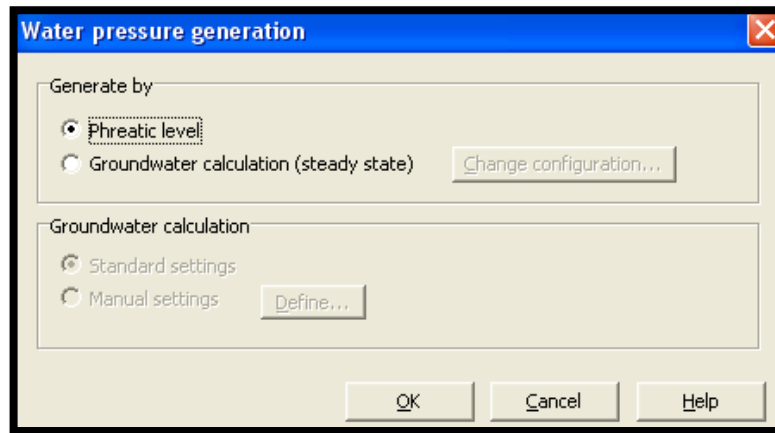 Water pressure generation
Generate by
Phreatic level
Groundwater calculation (steady state) Change configuration...
Groundwater calculation
Standard settings
Manual settings Define...
OK Cancel Help